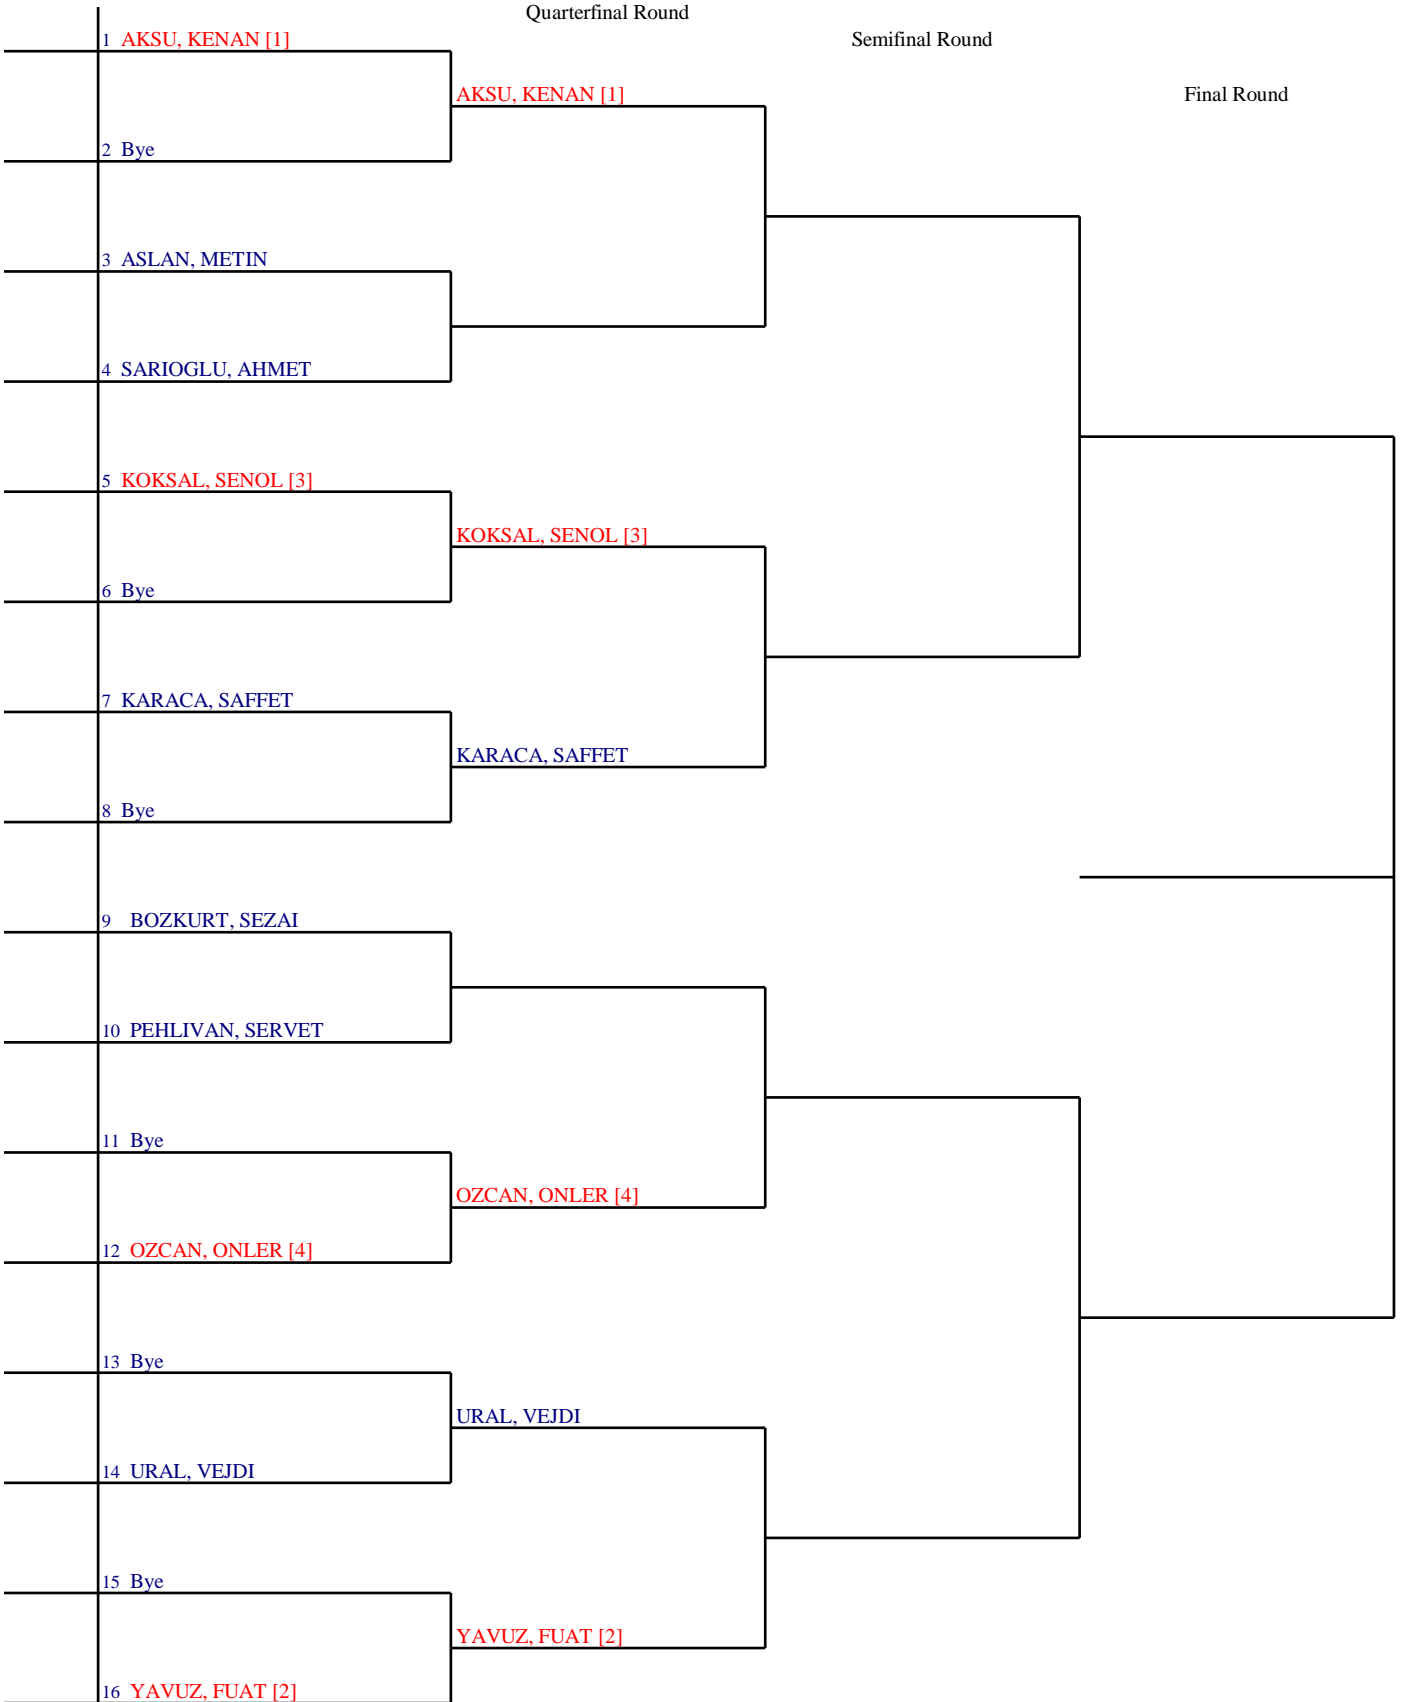 Quarterfinal Round
1 AKSU, KENAN [1]
Semifinal Round
AKSU, KENAN [1]
Final Round
2 Bye
3 ASLAN, METIN
4 SARIOGLU, AHMET
5 KOKSAL, SENOL [3]
KOKSAL, SENOL [3]
6 Bye
7 KARACA, SAFFET
KARACA, SAFFET
8 Bye
9 BOZKURT, SEZAI
10 PEHLIVAN, SERVET
11 Bye
OZCAN, ONLER [4]
12 OZCAN, ONLER [4]
13 Bye
URAL, VEJDI
14 URAL, VEJDI
15 Bye
YAVUZ, FUAT [2]
16 YAVUZ, FUAT [2]